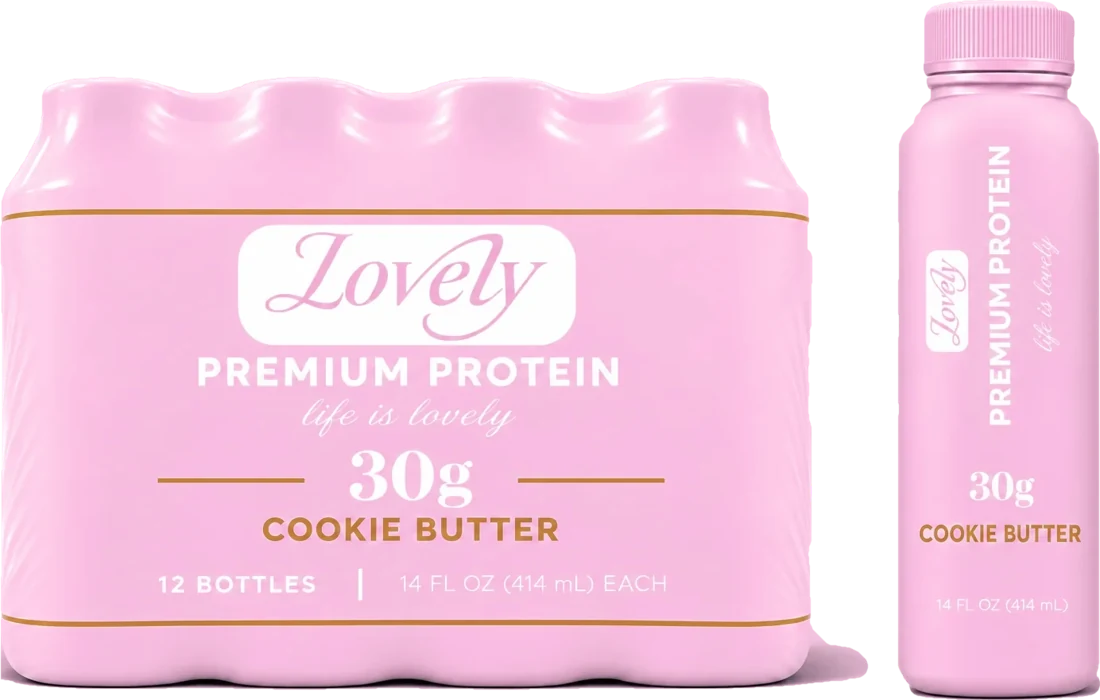 Lovely
PREMIUM PROTEIN
life is lovely
30g
COOKIE BUTTER
12 BOTTLES | 14 FL OZ (414 mL) EACH
Lovely
PREMIUM PROTEIN
life is lovely
30g
COOKIE BUTTER
14 FL OZ (414 mL)